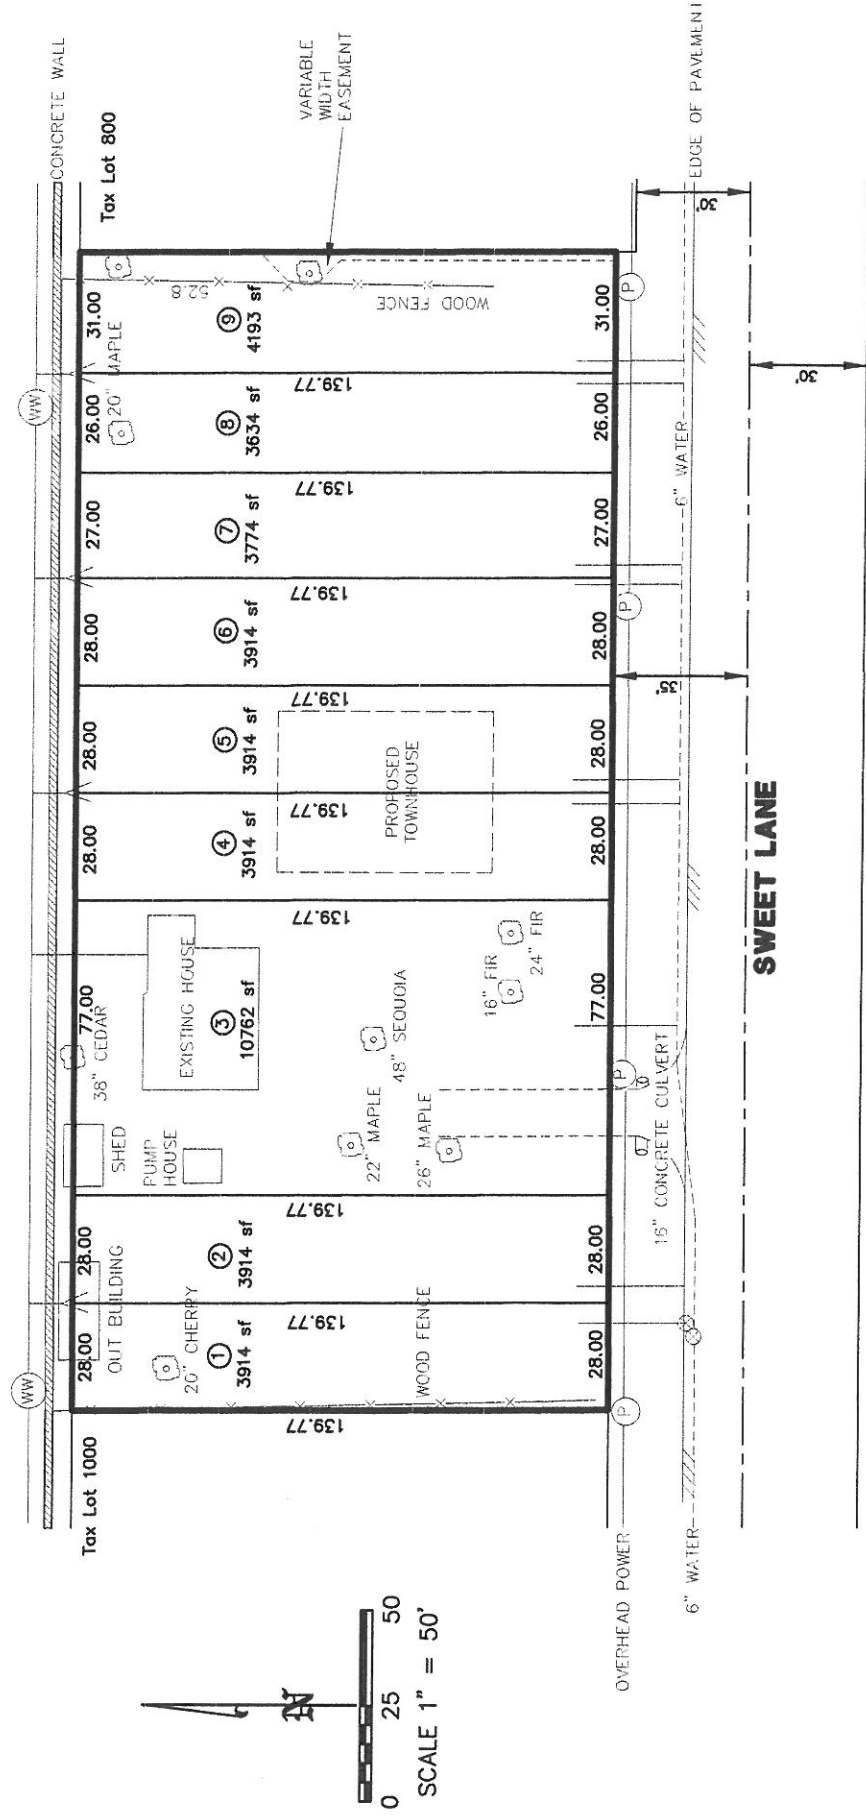 CONCRETE WALL
Tax Lot 1000
Tax Lot 800
WW
WW
28.00
28.00
77.00
28.00
28.00
28.00
27.00
26.00
31.00
OUT BUILDING
SHED
38" CEDAR
20" MAPLE
PUMP
HOUSE
EXISTING HOUSE
20" CHERRY
①
3914 sf
②
3914 sf
③
10762 sf
④
3914 sf
⑤
3914 sf
⑥
3914 sf
⑦
3774 sf
⑧
3634 sf
⑨
4193 sf
52.8
VARIABLE
WIDTH
EASEMENT
139.77
139.77
139.77
139.77
139.77
139.77
139.77
139.77
139.77
22" MAPLE
48" SEQUOIA
PROPOSED
TOWNHOUSE
WOOD FENCE
26" MAPLE
16" FIR
24" FIR
WOOD FENCE
28.00
28.00
77.00
28.00
28.00
28.00
27.00
26.00
31.00
P
P
P
P
OVERHEAD POWER
16" CONCRETE CULVERT
35'
30'
6" WATER
6" WATER
EDGE OF PAVEMENT
SWEET LANE
30'
N
0 25 50
SCALE 1" = 50'